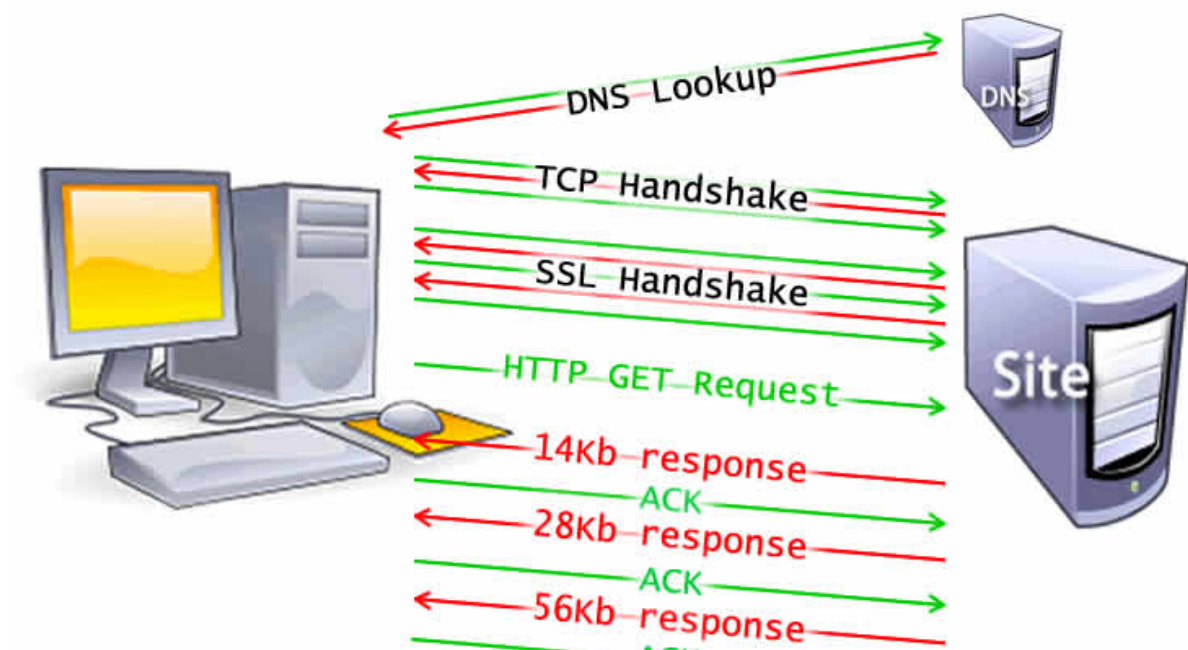 DNS Lookup
DNS
TCP Handshake
SSL Handshake
Site
HTTP GET Request
14Kb response
ACK
28Kb response
ACK
56Kb response
ACK